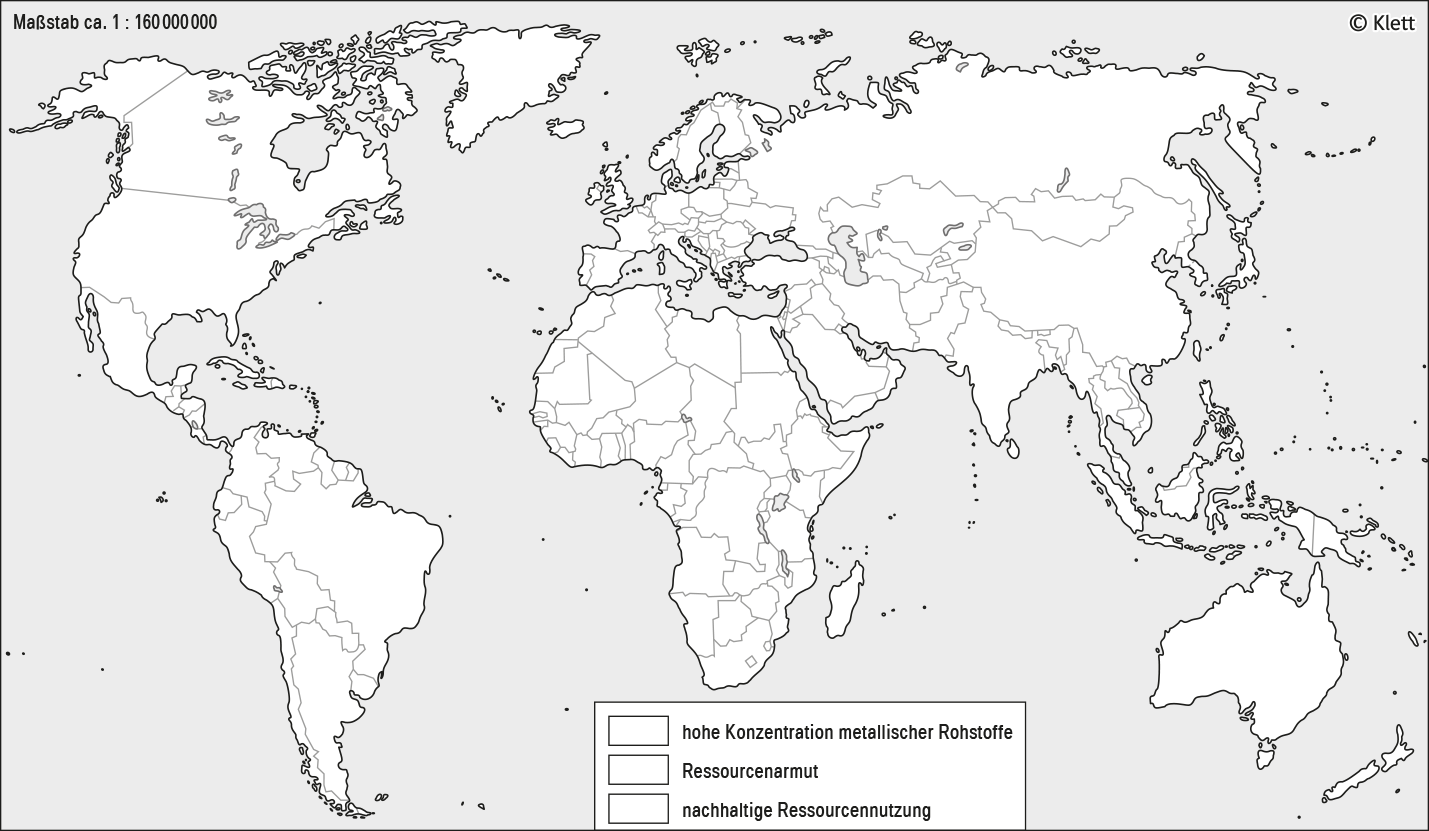 Maßstab ca. 1 : 160 000 000
© Klett
hohe Konzentration metallischer Rohstoffe
Ressourcenarmut
nachhaltige Ressourcennutzung